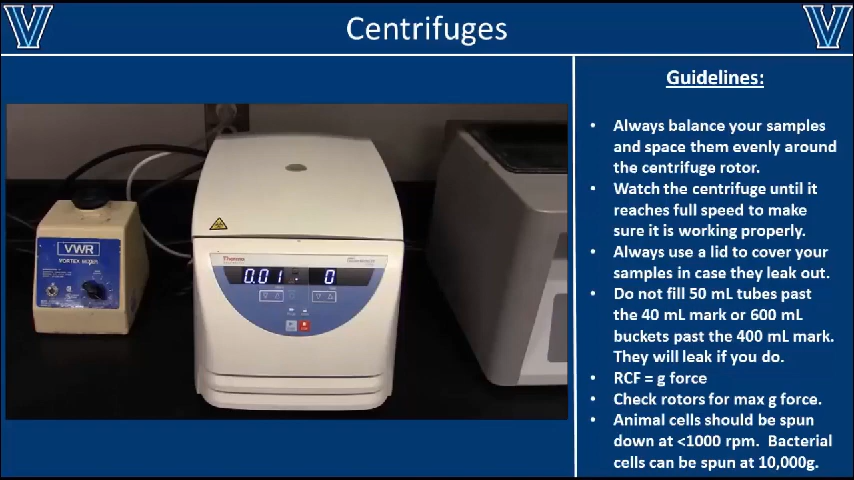 Centrifuges
Guidelines:
• Always balance your samples
and space them evenly around
the centrifuge rotor.
• Watch the centrifuge until it
reaches full speed to make
sure it is working properly.
• Always use a lid to cover your
samples in case they leak out.
• Do not fill 50 mL tubes past
the 40 mL mark or 600 mL
buckets past the 400 mL mark.
They will leak if you do.
• RCF = g force
• Check rotors for max g force.
• Animal cells should be spun
down at <1000 rpm. Bacterial
cells can be spun at 10,000g.
VWR
VORTEX MIXER
Thermo
0.01 0